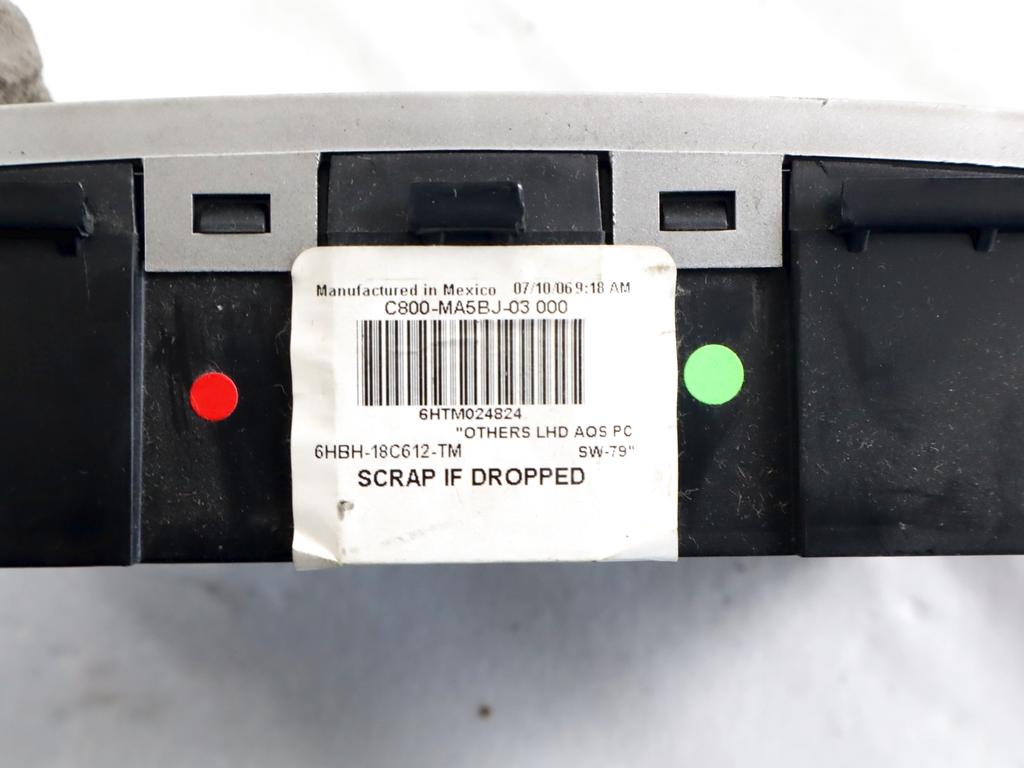 Manufactured in Mexico 07/10/06 9:18 AM
C800-MA5BJ-03 000
6HTM024824
"OTHERS LHD AQS PC
6HBH-18C612-TM SW-79"
SCRAP IF DROPPED